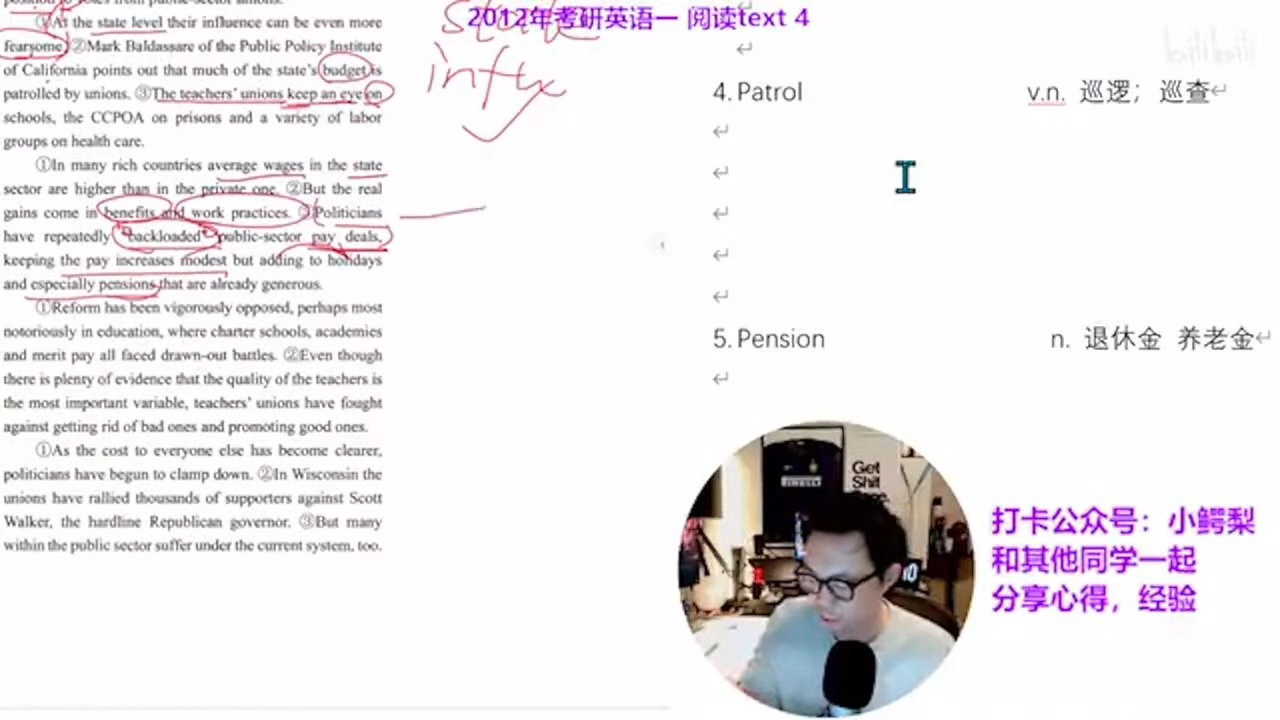 2012年考研英语一 阅读text 4
position to roles from public-sector unions.
①At the state level their influence can be even more
fearsome. ②Mark Baldassare of the Public Policy Institute
of California points out that much of the state's budget is
patrolled by unions. ③The teachers' unions keep an eye on
schools, the CCPOA on prisons and a variety of labor
groups on health care.
①In many rich countries average wages in the state
sector are higher than in the private one. ②But the real
gains come in benefits and work practices. ③Politicians
have repeatedly "backloaded" public-sector pay deals,
keeping the pay increases modest but adding to holidays
and especially pensions that are already generous.
①Reform has been vigorously opposed, perhaps most
notoriously in education, where charter schools, academies
and merit pay all faced drawn-out battles. ②Even though
there is plenty of evidence that the quality of the teachers is
the most important variable, teachers' unions have fought
against getting rid of bad ones and promoting good ones.
①As the cost to everyone else has become clearer,
politicians have begun to clamp down. ②In Wisconsin the
unions have rallied thousands of supporters against Scott
Walker, the hardline Republican governor. ③But many
within the public sector suffer under the current system, too.
state
bilibili
4. Patrol v.n. 巡逻；巡查
5. Pension n. 退休金 养老金
PIRELLI
Get
Shit
打卡公众号：小鳄梨
和其他同学一起
分享心得，经验